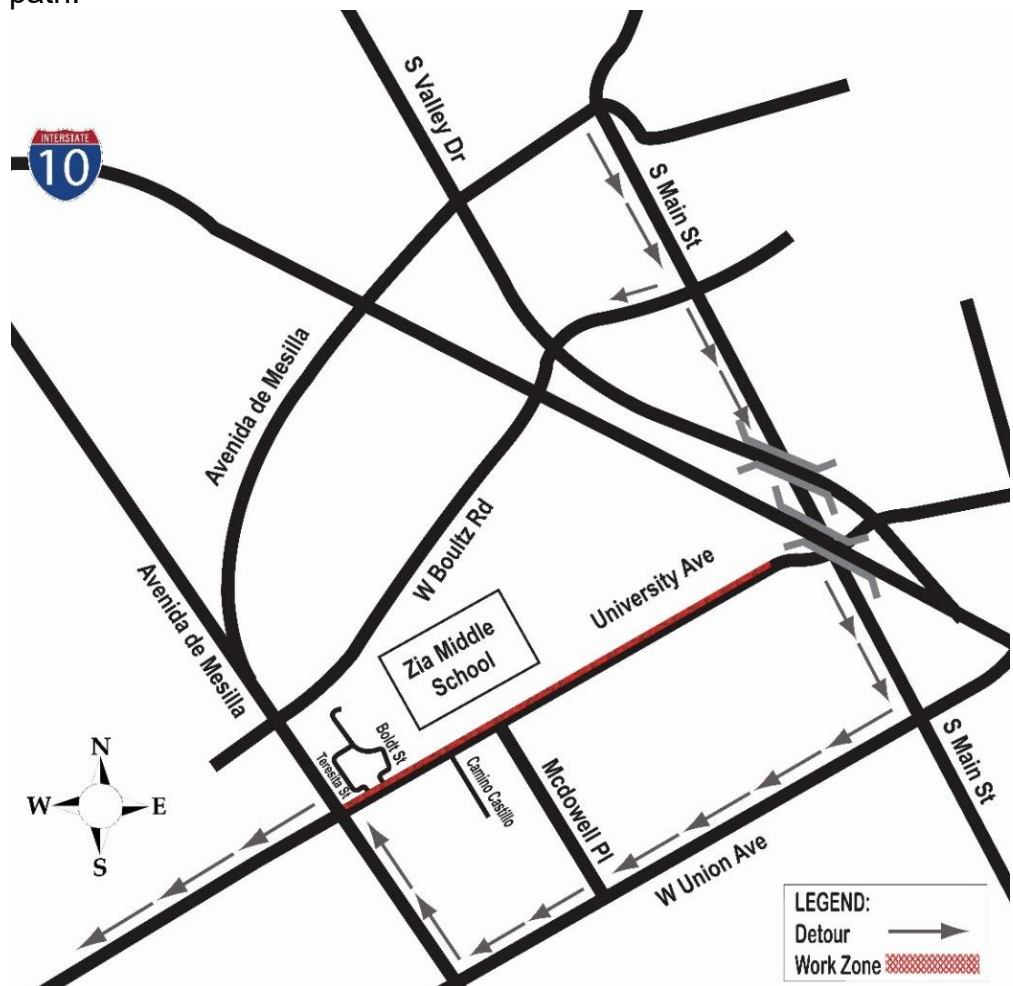 path.
S Valley Dr
INTERSTATE
10
S Main St
Avenida de Mesilla
W Boultz Rd
University Ave
Avenida de Mesilla
Zia Middle
School
Boldt St
Teresita St
Camino Castillo
Mcdowell Pl
S Main St
N
W
E
S
W Union Ave
LEGEND:
Detour
Work Zone